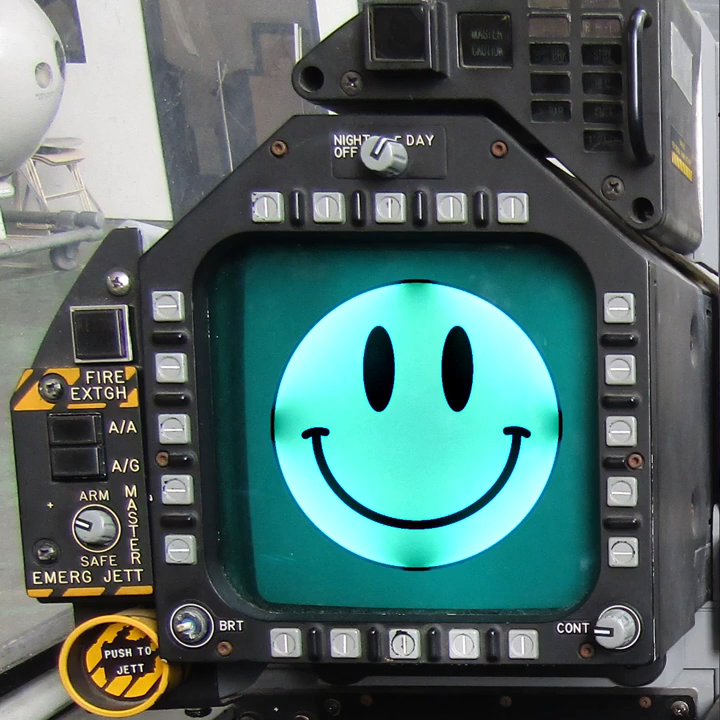 MASTER
CAUTION
NIGHT DAY
OFF
FIRE
EXTGH
A/A
A/G
ARM
MASTER
SAFE
EMERG JETT
BRT
CONT
PUSH TO
JETT